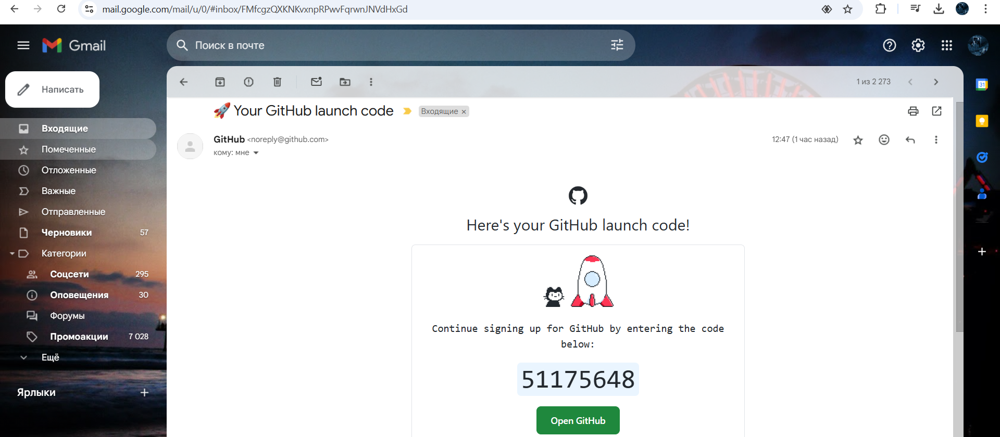 mail.google.com/mail/u/0/#inbox/FMfcgzQXKNKvxnpRPwvFqrwnJNVdHxGd
Gmail
Поиск в почте
Написать
1 из 2 273
🚀 Your GitHub launch code
Входящие ×
GitHub <noreply@github.com>
12:47 (1 час назад)
кому: мне
Входящие
Помеченные
Отложенные
Важные
Отправленные
Черновики 57
Категории
Соцсети 295
Оповещения 30
Форумы
Промоакции 7 028
Ещё
Ярлыки +
Here's your GitHub launch code!
Continue signing up for GitHub by entering the code
below:
51175648
Open GitHub
31